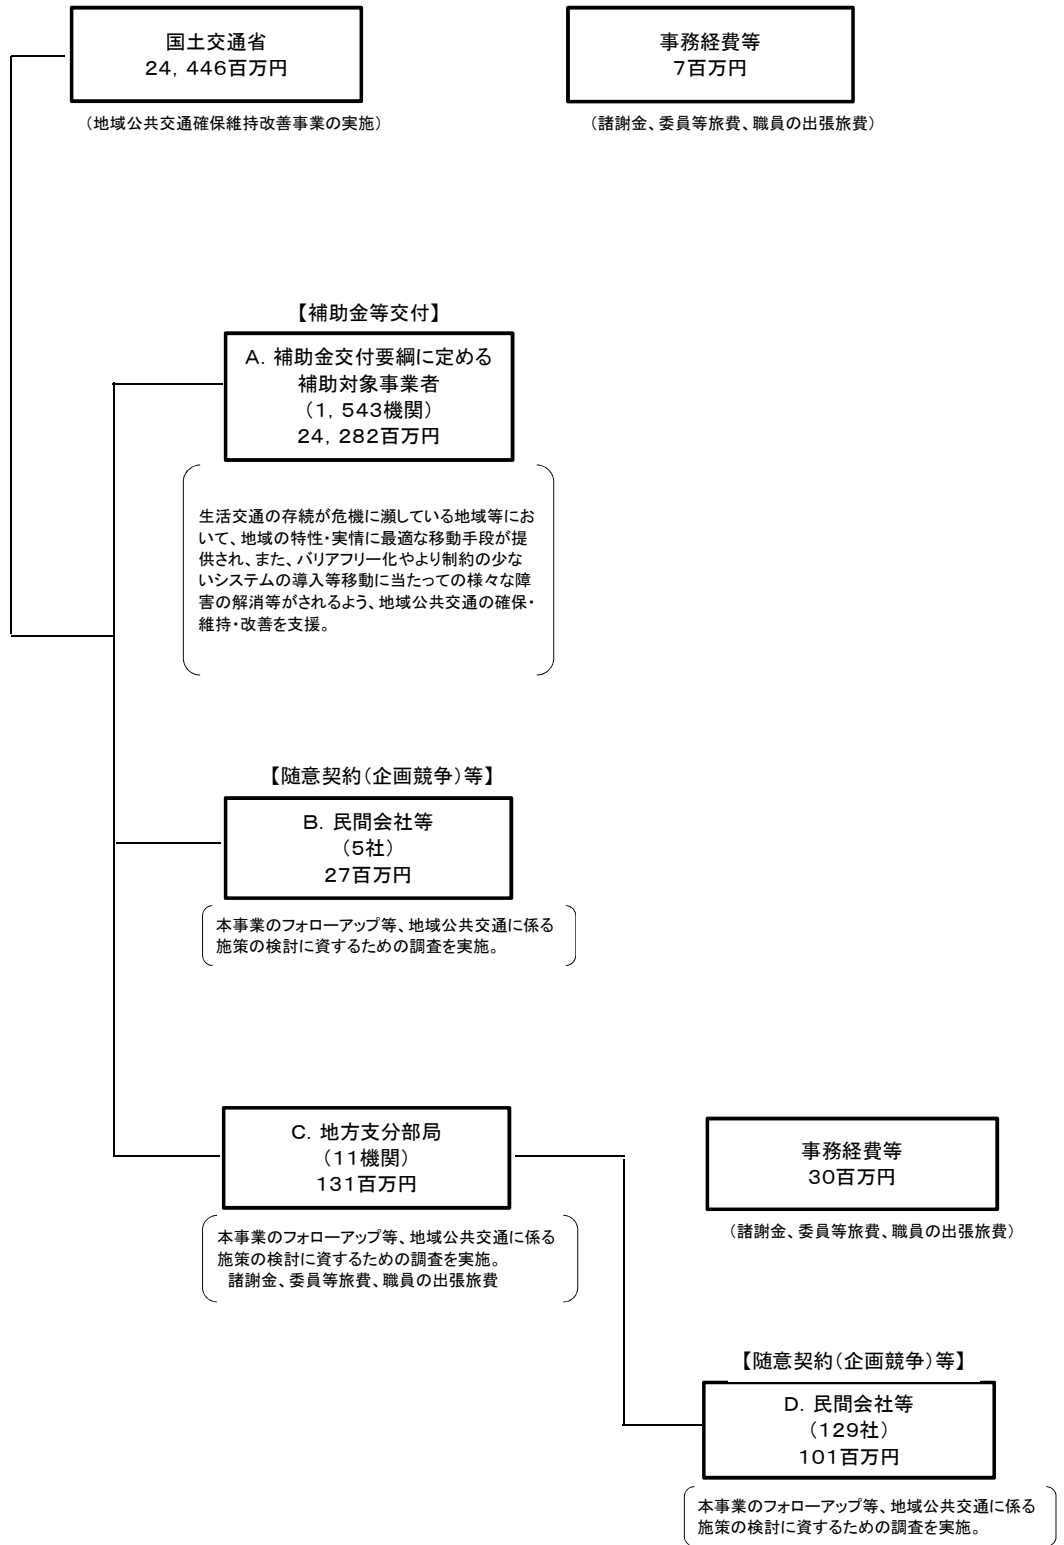 国土交通省
24，446百万円
（地域公共交通確保維持改善事業の実施）
事務経費等
7百万円
（諸謝金、委員等旅費、職員の出張旅費）
【補助金等交付】
A．補助金交付要綱に定める
補助対象事業者
（1，543機関）
24，282百万円
生活交通の存続が危機に瀕している地域等にお
いて、地域の特性・実情に最適な移動手段が提
供され、また、バリアフリー化やより制約の少な
いシステムの導入等移動に当たっての様々な障
害の解消等がされるよう、地域公共交通の確保・
維持・改善を支援。
【随意契約（企画競争）等】
B．民間会社等
（5社）
27百万円
本事業のフォローアップ等、地域公共交通に係る
施策の検討に資するための調査を実施。
C．地方支分部局
（11機関）
131百万円
本事業のフォローアップ等、地域公共交通に係る
施策の検討に資するための調査を実施。
諸謝金、委員等旅費、職員の出張旅費
事務経費等
30百万円
（諸謝金、委員等旅費、職員の出張旅費）
【随意契約（企画競争）等】
D．民間会社等
（129社）
101百万円
本事業のフォローアップ等、地域公共交通に係る
施策の検討に資するための調査を実施。